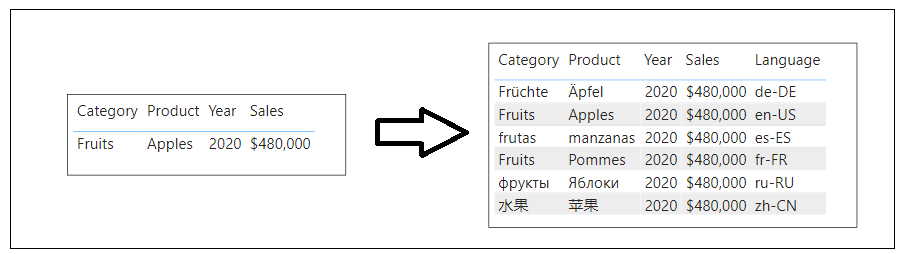 Category Product Year Sales
Fruits Apples 2020 $480,000
Category Product Year Sales Language
Früchte Äpfel 2020 $480,000 de-DE
Fruits Apples 2020 $480,000 en-US
frutas manzanas 2020 $480,000 es-ES
Fruits Pommes 2020 $480,000 fr-FR
фрукты Яблоки 2020 $480,000 ru-RU
水果 苹果 2020 $480,000 zh-CN